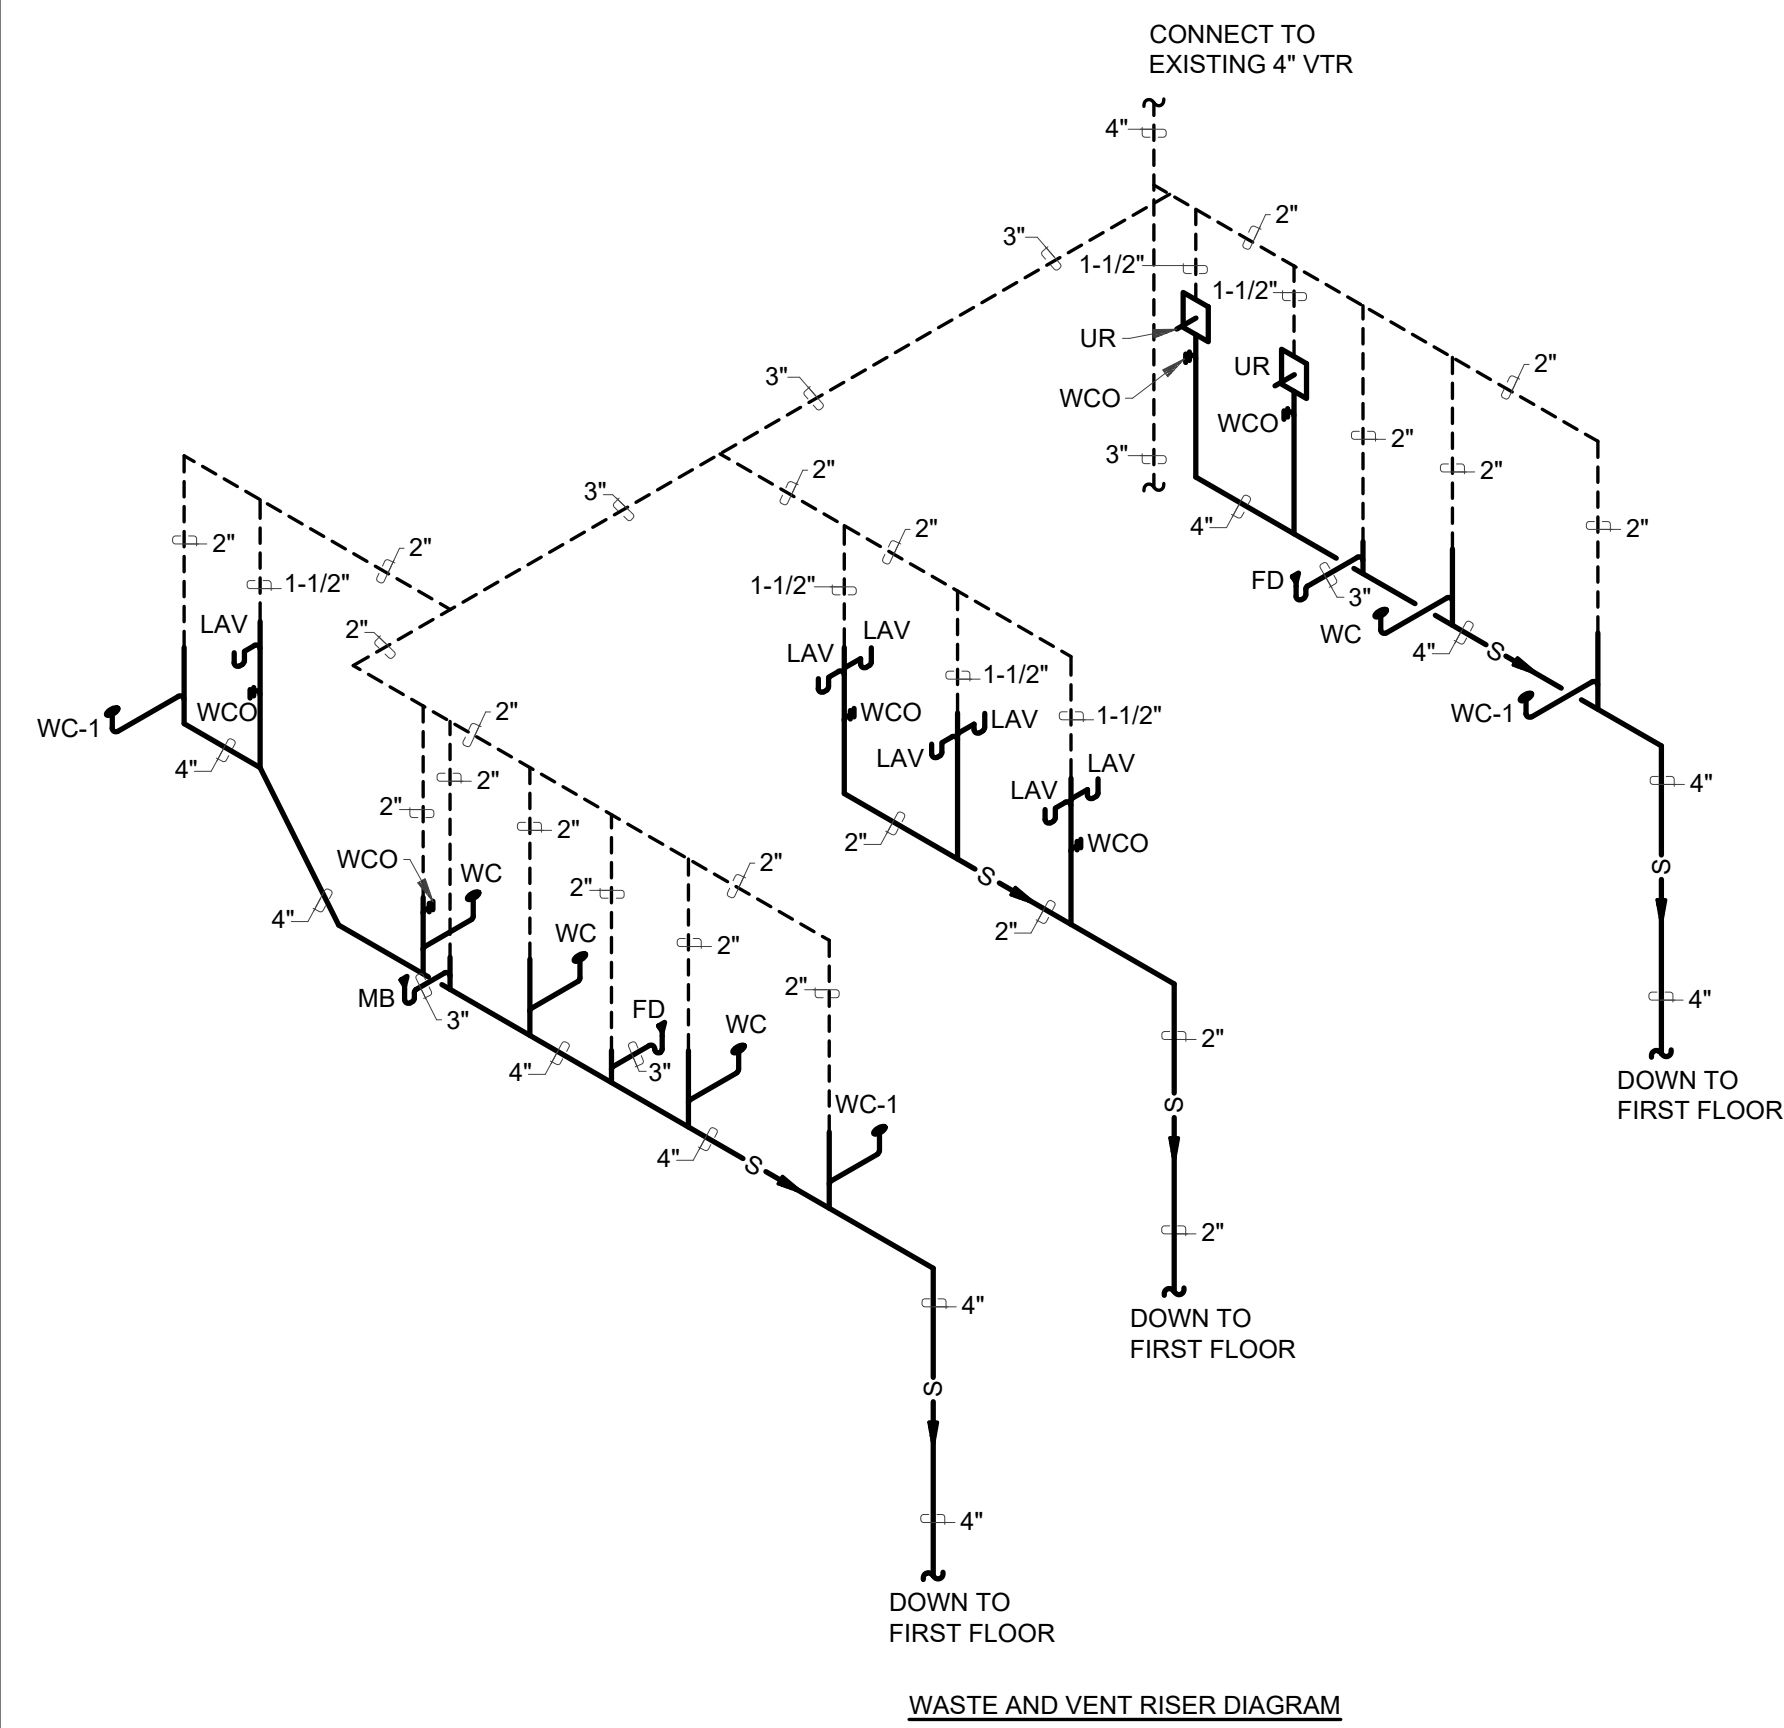 CONNECT TO
EXISTING 4" VTR
4"
2"
3"
1-1/2"
1-1/2"
UR
UR
2"
3"
WCO
WCO
3"
2"
2"
2"
3"
2"
4"
2"
2"
2"
1-1/2"
1-1/2"
FD
3"
LAV
2"
LAV
LAV
WC
4"
S
1-1/2"
WC-1
WCO
2"
WCO
LAV
1-1/2"
WC-1
4"
2"
LAV
LAV
LAV
4"
2"
2"
2"
WCO
WCO
WC
2"
2"
2"
S
S
4"
WC
2"
2"
2"
MB
3"
FD
4"
WC
2"
4"
3"
DOWN TO
FIRST FLOOR
WC-1
S
4"
S
2"
4"
DOWN TO
FIRST FLOOR
S
4"
DOWN TO
FIRST FLOOR
WASTE AND VENT RISER DIAGRAM